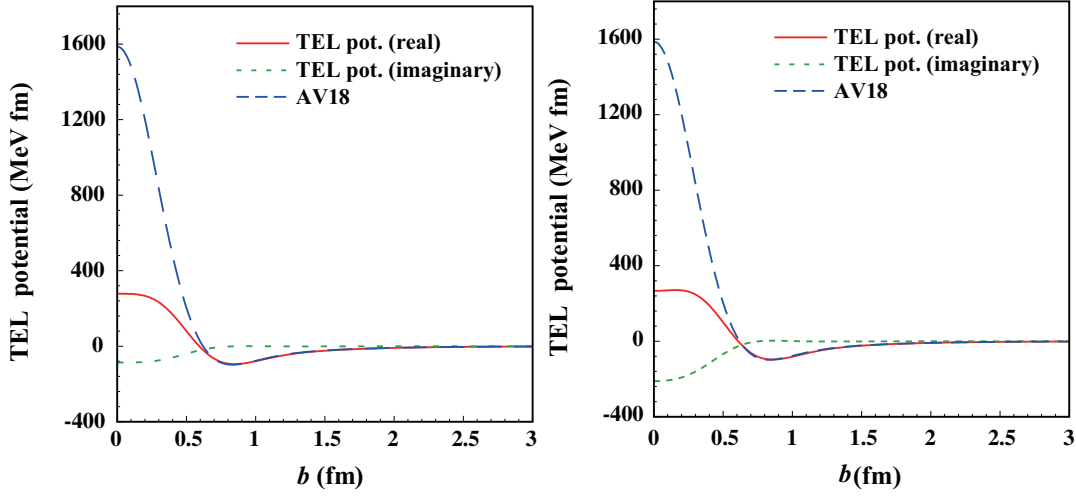 TEL potential (MeV fm)
1600
1200
800
400
0
-400
TEL pot. (real)
TEL pot. (imaginary)
AV18
0 0.5 1 1.5 2 2.5 3
b (fm)
TEL potential (MeV fm)
1600
1200
800
400
0
-400
TEL pot. (real)
TEL pot. (imaginary)
AV18
0 0.5 1 1.5 2 2.5 3
b (fm)